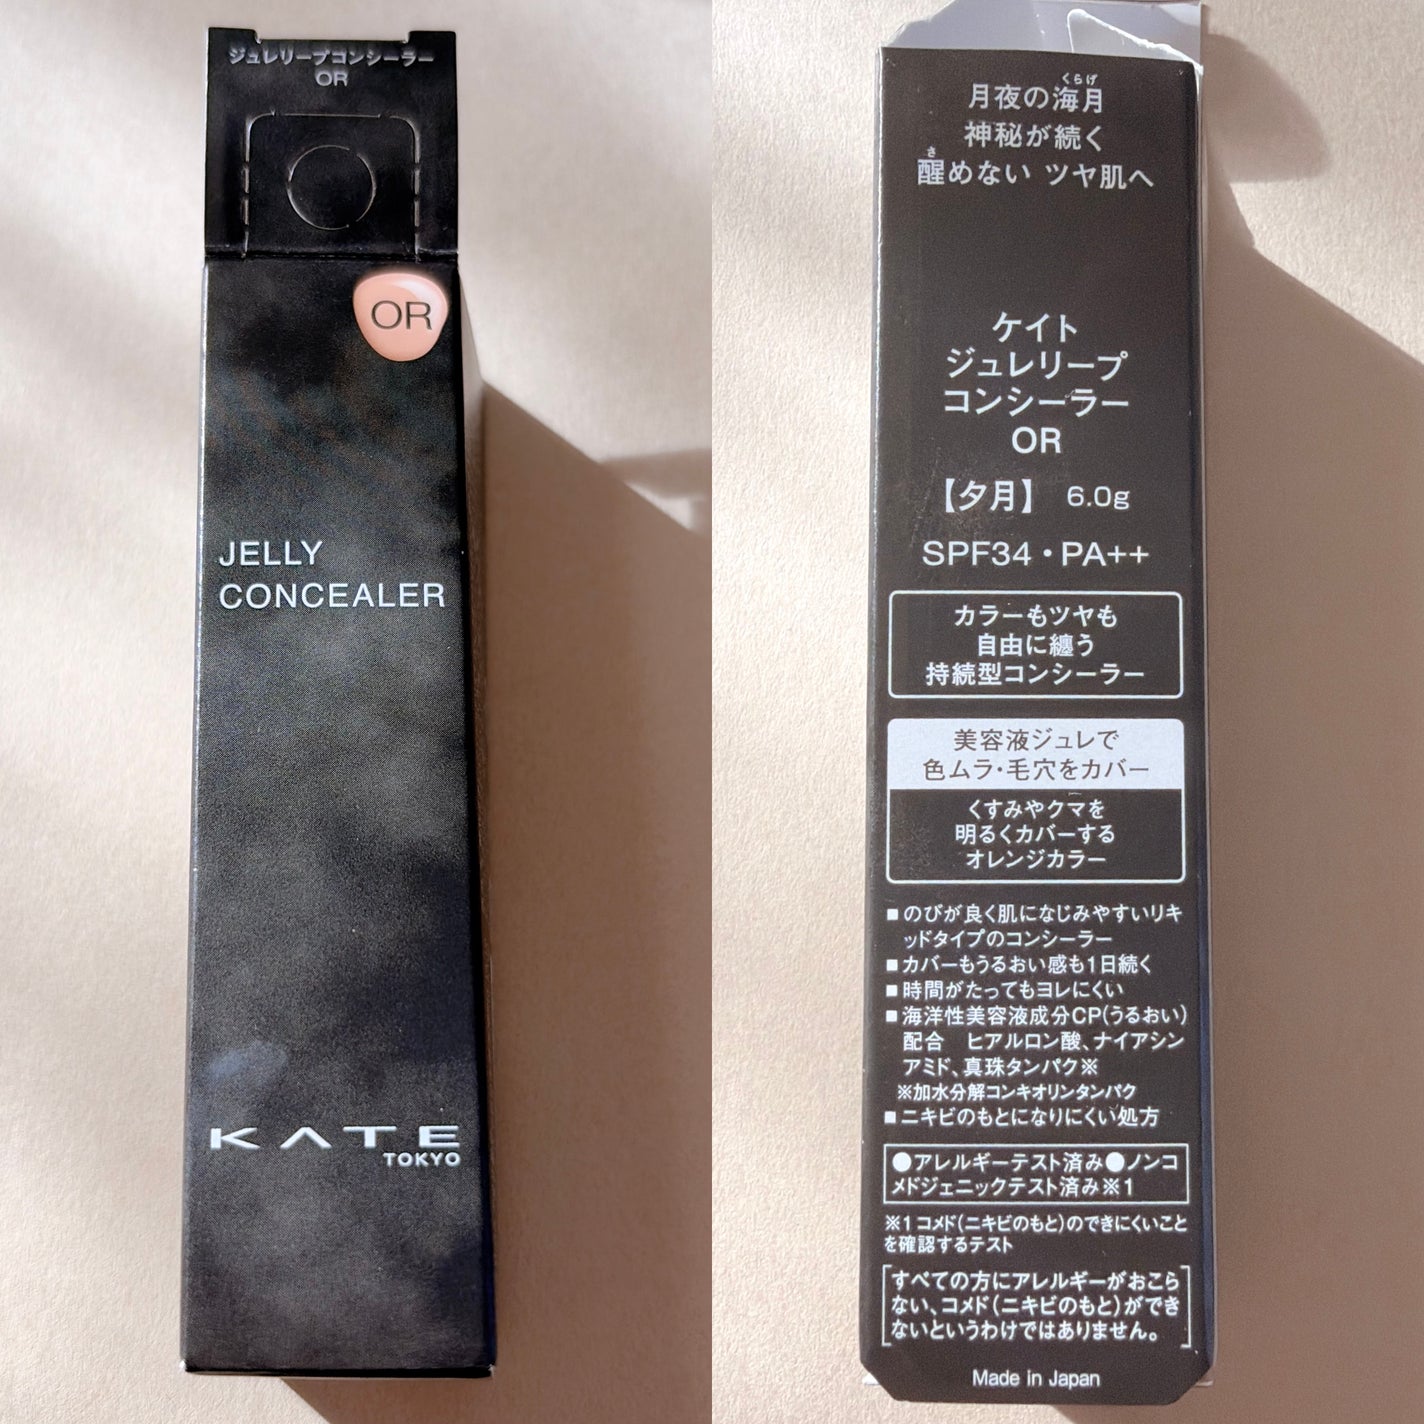 ジュレリープコンシーラー
OR
OR
JELLY
CONCEALER
KATE
TOKYO
くらげ
月夜の海月
神秘が続く
さ
醒めない ツヤ肌へ
ケイト
ジュレリープ
コンシーラー
OR
【夕月】 6.0g
SPF34・PA++
カラーもツヤも
自由に纏う
持続型コンシーラー
美容液ジュレで
色ムラ・毛穴をカバー
くすみやクマを
明るくカバーする
オレンジカラー
■のびが良く肌になじみやすいリキ
ッドタイプのコンシーラー
■カバーもうるおい感も1日続く
■時間がたってもヨレにくい
■海洋性美容液成分CP(うるおい)
配合 ヒアルロン酸、ナイアシン
アミド、真珠タンパク※
※加水分解コンキオリンタンパク
■ニキビのもとになりにくい処方
●アレルギーテスト済み●ノンコ
メドジェニックテスト済み※1
※1 コメド(ニキビのもと)のできにくいこと
を確認するテスト
[すべての方にアレルギーがおこら
ない、コメド(ニキビのもと)ができ
ないというわけではありません。]
Made in Japan